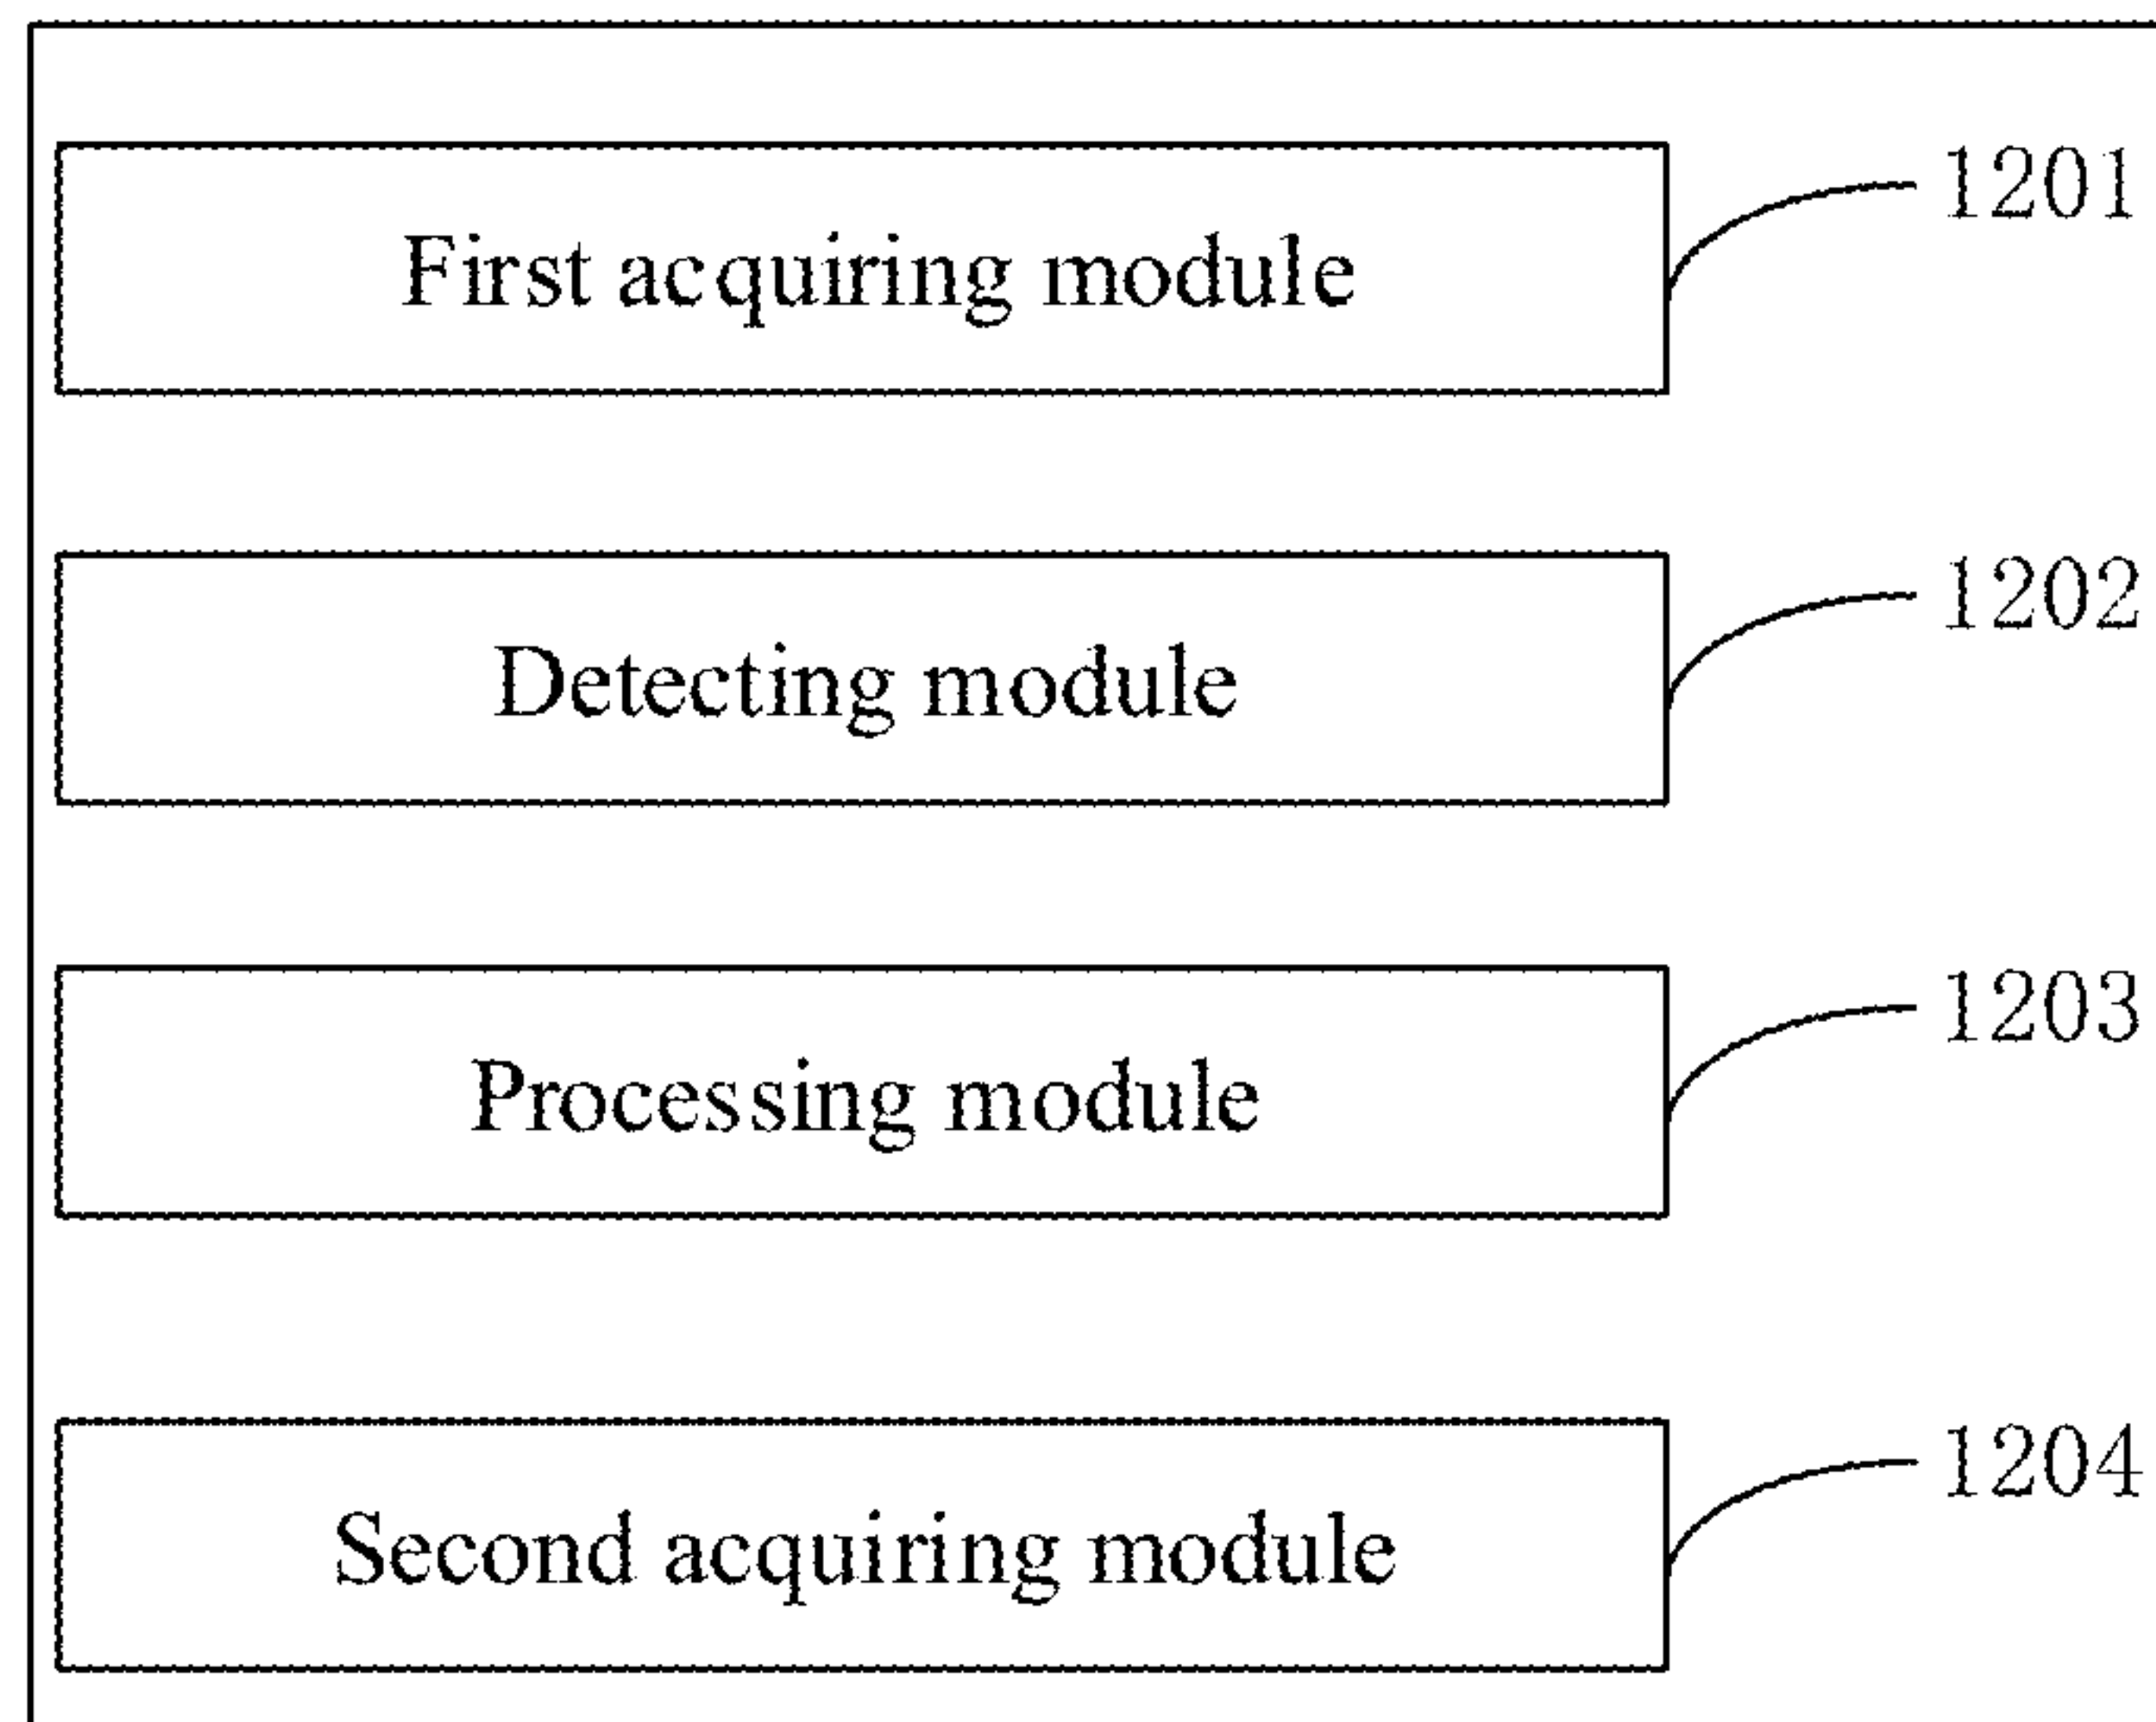 First acquiring module
1201
Detecting module
1202
Processing module
1203
Second acquiring module
1204